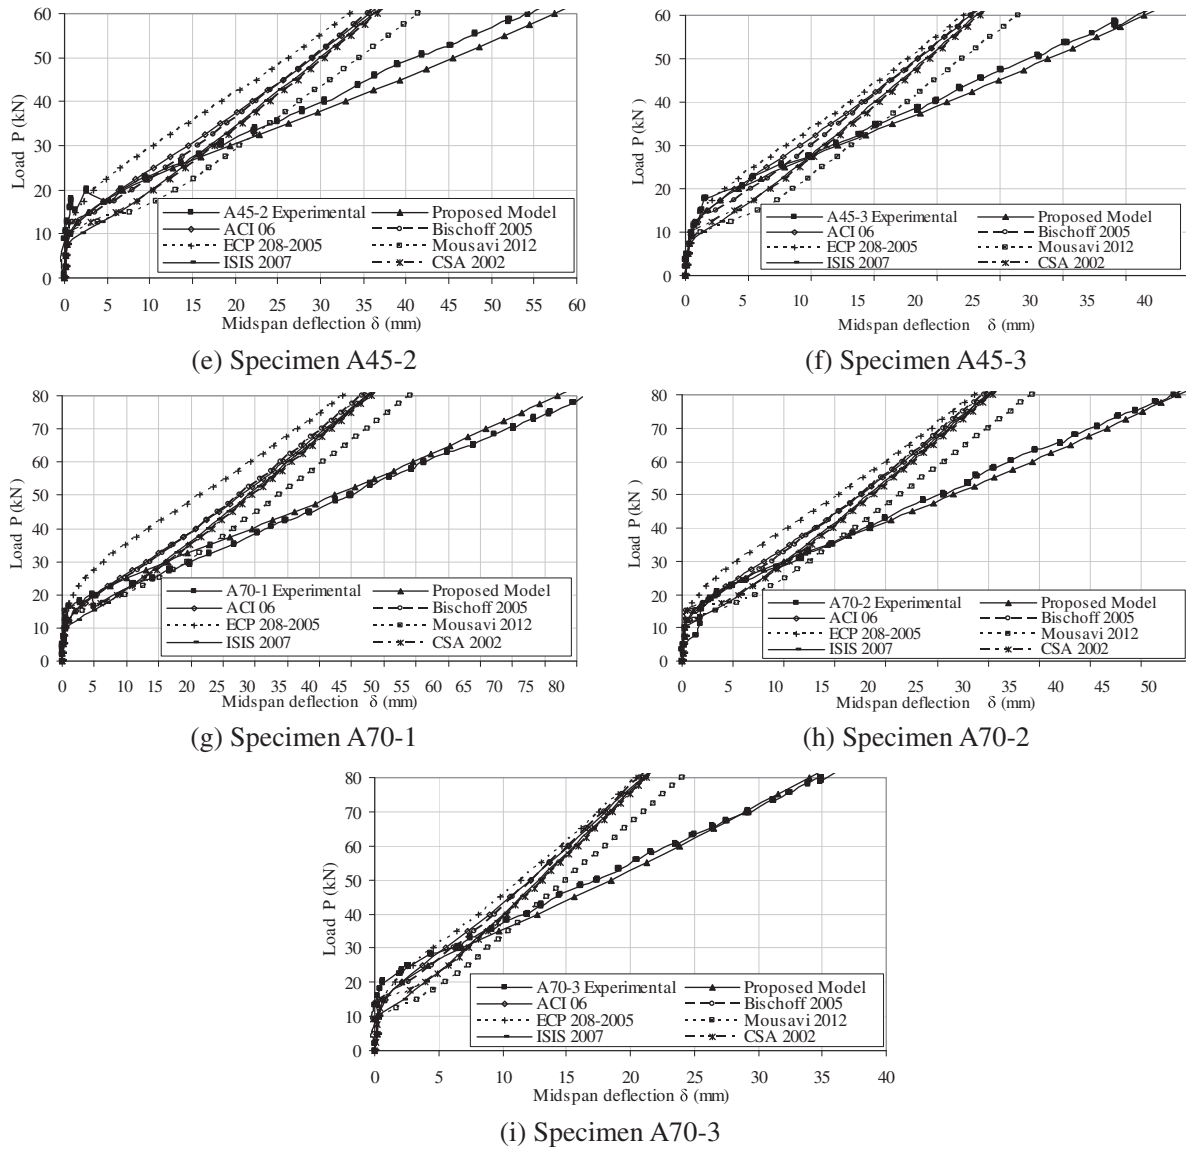 Load P (kN)
60
50
40
30
20
10
0
A45-2 Experimental
Proposed Model
ACI 06
Bischoff 2005
ECP 208-2005
Mousavi 2012
ISIS 2007
CSA 2002
0 5 10 15 20 25 30 35 40 45 50 55 60
Midspan deflection δ (mm)
(e) Specimen A45-2
Load P (kN)
60
50
40
30
20
10
0
A45-3 Experimental
Proposed Model
ACI 06
Bischoff 2005
ECP 208-2005
Mousavi 2012
ISIS 2007
CSA 2002
0 5 10 15 20 25 30 35 40
Midspan deflection δ (mm)
(f) Specimen A45-3
Load P (kN)
80
70
60
50
40
30
20
10
0
A70-1 Experimental
Proposed Model
ACI 06
Bischoff 2005
ECP 208-2005
Mousavi 2012
ISIS 2007
CSA 2002
0 5 10 15 20 25 30 35 40 45 50 55 60 65 70 75 80
Midspan deflection δ (mm)
(g) Specimen A70-1
Load P (kN)
80
70
60
50
40
30
20
10
0
A70-2 Experimental
Proposed Model
ACI 06
Bischoff 2005
ECP 208-2005
Mousavi 2012
ISIS 2007
CSA 2002
0 5 10 15 20 25 30 35 40 45 50
Midspan deflection δ (mm)
(h) Specimen A70-2
Load P (kN)
80
70
60
50
40
30
20
10
0
A70-3 Experimental
Proposed Model
ACI 06
Bischoff 2005
ECP 208-2005
Mousavi 2012
ISIS 2007
CSA 2002
0 5 10 15 20 25 30 35 40
Midspan deflection δ (mm)
(i) Specimen A70-3